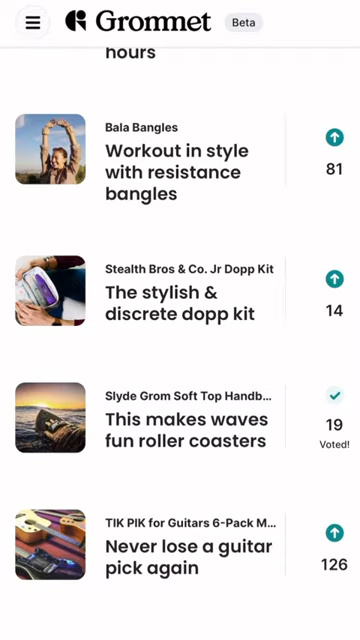 Grommet
Beta
hours
Bala Bangles
Workout in style
with resistance
bangles
81
Stealth Bros & Co. Jr Dopp Kit
The stylish &
discrete dopp kit
14
Slyde Grom Soft Top Handb...
This makes waves
fun roller coasters
19
Voted!
TIK PIK for Guitars 6-Pack M...
Never lose a guitar
pick again
126